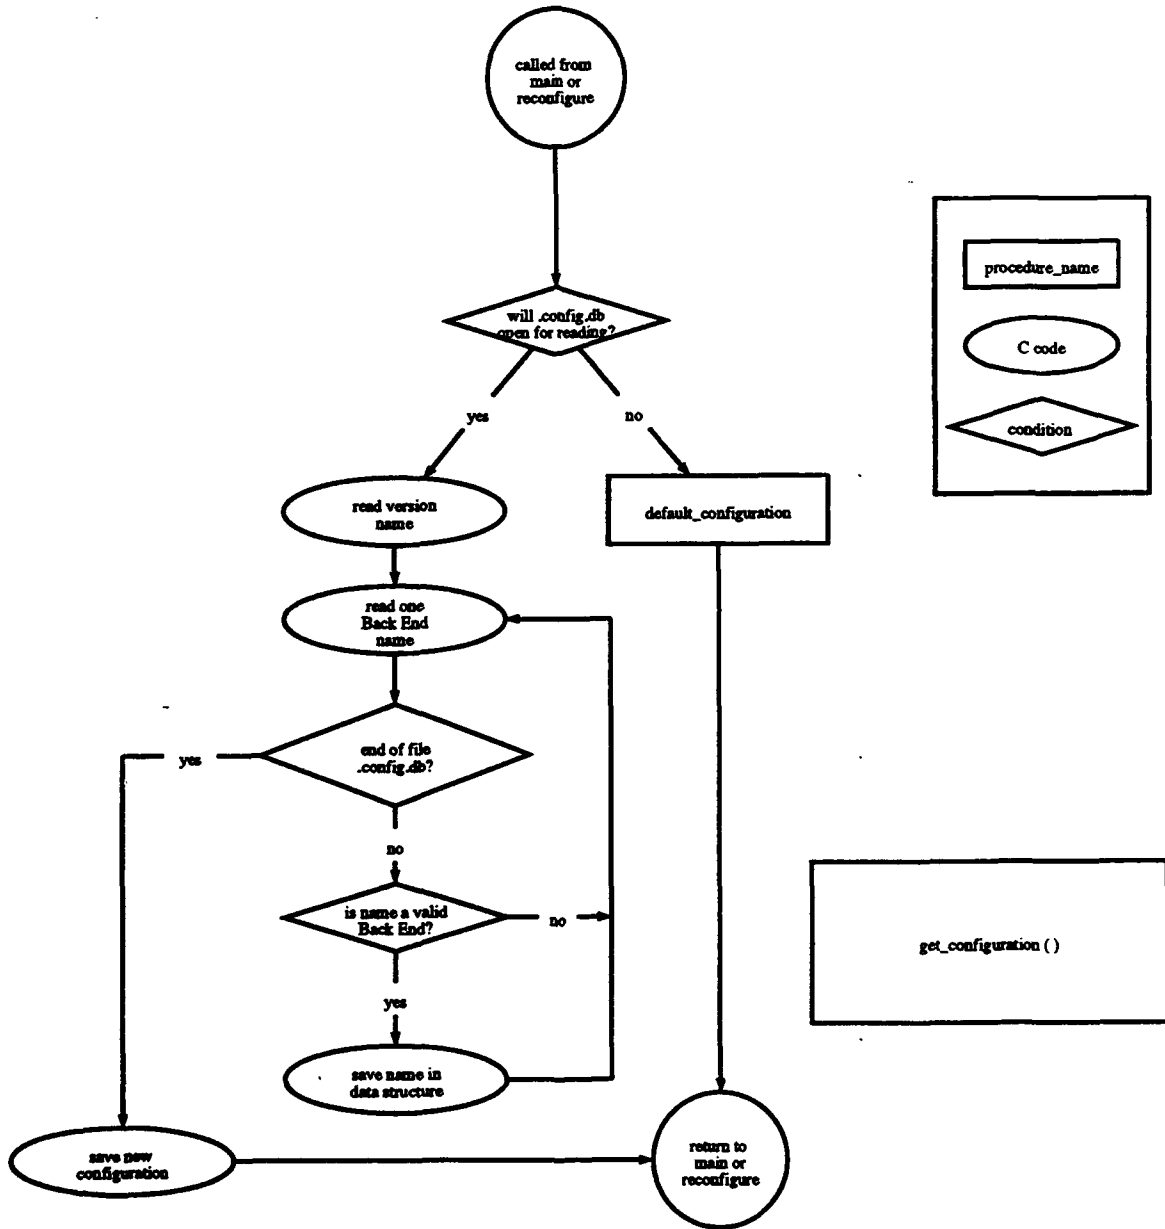 called from
main or
reconfigure
procedure_name
will .config.db
open for reading?
C code
yes
no
condition
read version
name
default_configuration
read one
Back End
name
end of file
.config.db?
yes
no
is name a valid
Back End?
no
get_configuration ( )
yes
save name in
data structure
save new
configuration
return to
main or
reconfigure